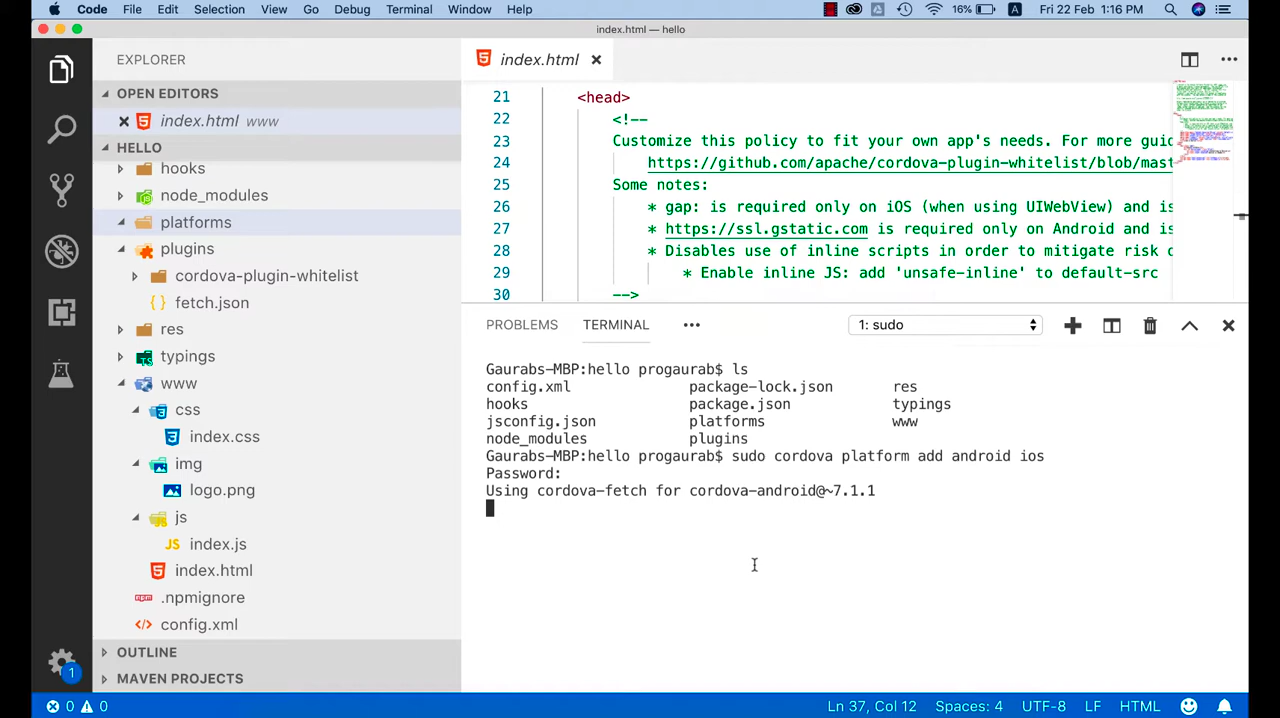 Code File Edit Selection View Go Debug Terminal Window Help 16% A Fri 22 Feb 1:16 PM
index.html — hello
EXPLORER
OPEN EDITORS
index.html www
HELLO
hooks
node_modules
platforms
plugins
cordova-plugin-whitelist
fetch.json
res
typings
www
css
index.css
img
logo.png
js
JS index.js
index.html
.npmignore
config.xml
OUTLINE
MAVEN PROJECTS
index.html
21 <head>
22 <!--
23 Customize this policy to fit your own app's needs. For more guid
24 https://github.com/apache/cordova-plugin-whitelist/blob/mast
25 Some notes:
26 * gap: is required only on iOS (when using UIWebView) and is
27 * https://ssl.gstatic.com is required only on Android and is
28 * Disables use of inline scripts in order to mitigate risk o
29 * Enable inline JS: add 'unsafe-inline' to default-src
30 -->
PROBLEMS TERMINAL ••• 1: sudo
Gaurabs-MBP:hello progaurab$ ls
config.xml package-lock.json res
hooks package.json typings
jsconfig.json platforms www
node_modules plugins
Gaurabs-MBP:hello progaurab$ sudo cordova platform add android ios
Password:
Using cordova-fetch for cordova-android@~7.1.1
1
0 0 Ln 37, Col 12 Spaces: 4 UTF-8 LF HTML